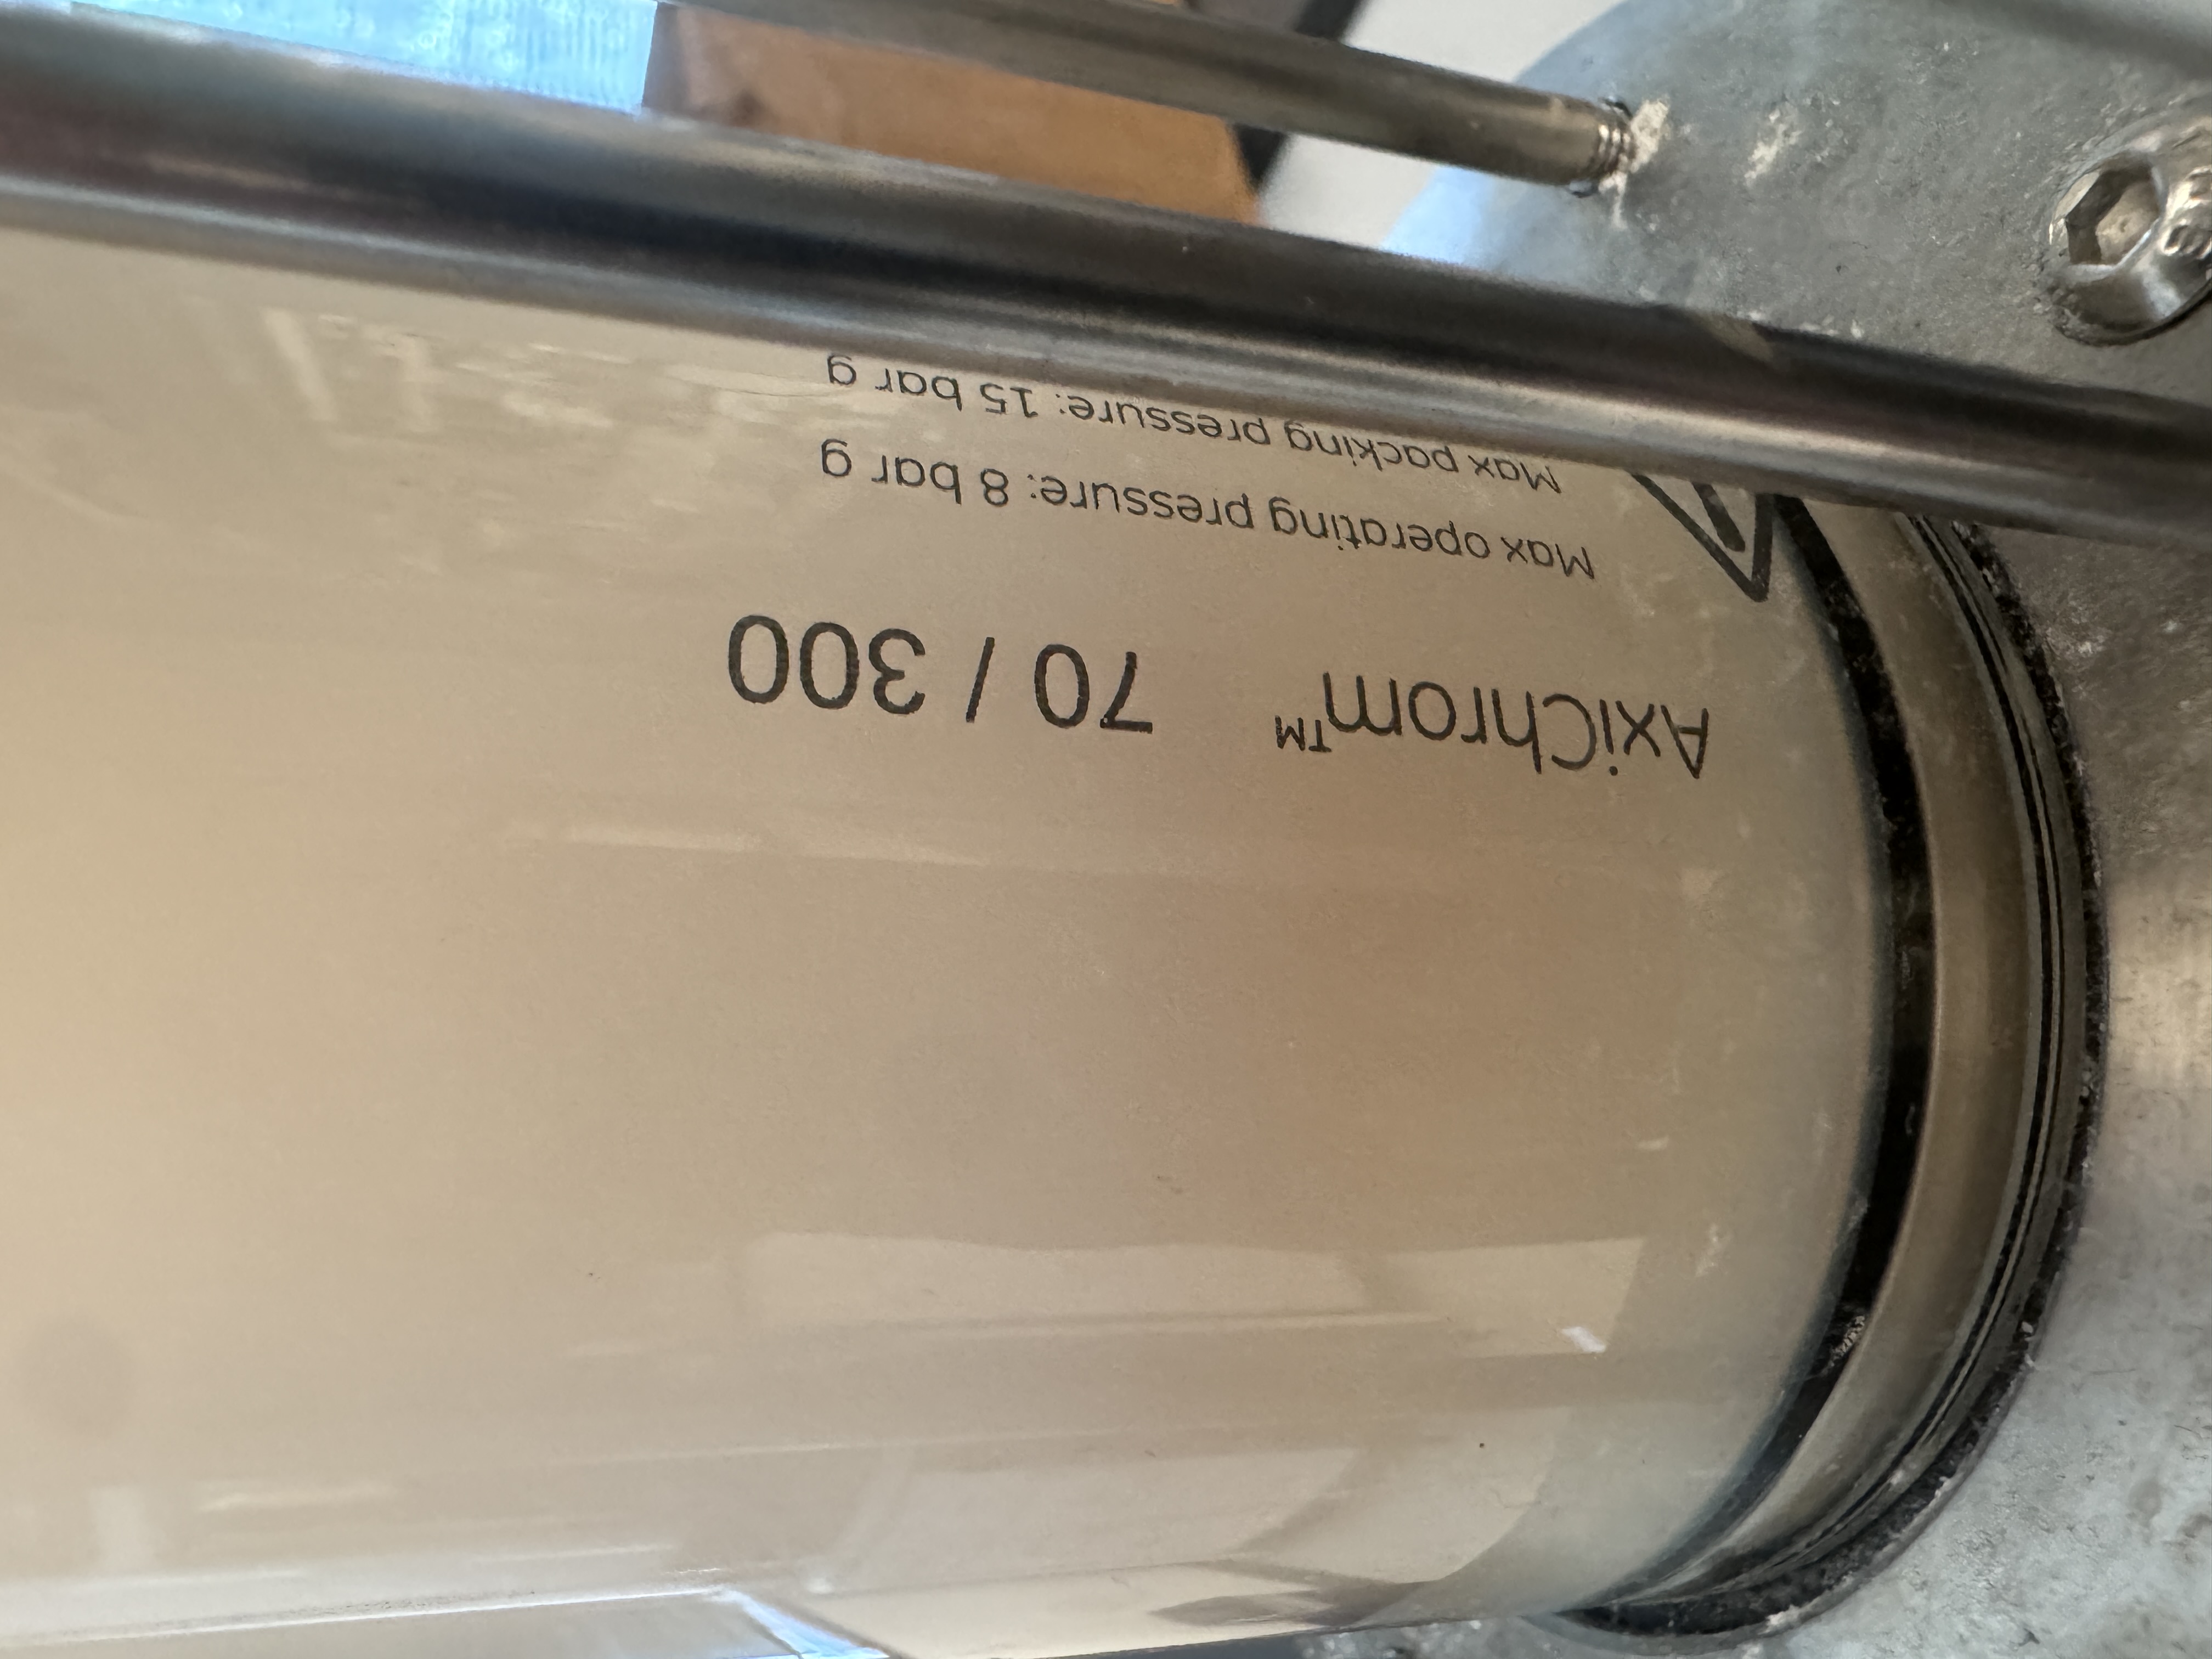 AxiChrom™ 70 / 300
Max operating pressure: 8 bar g
Max packing pressure: 15 bar g